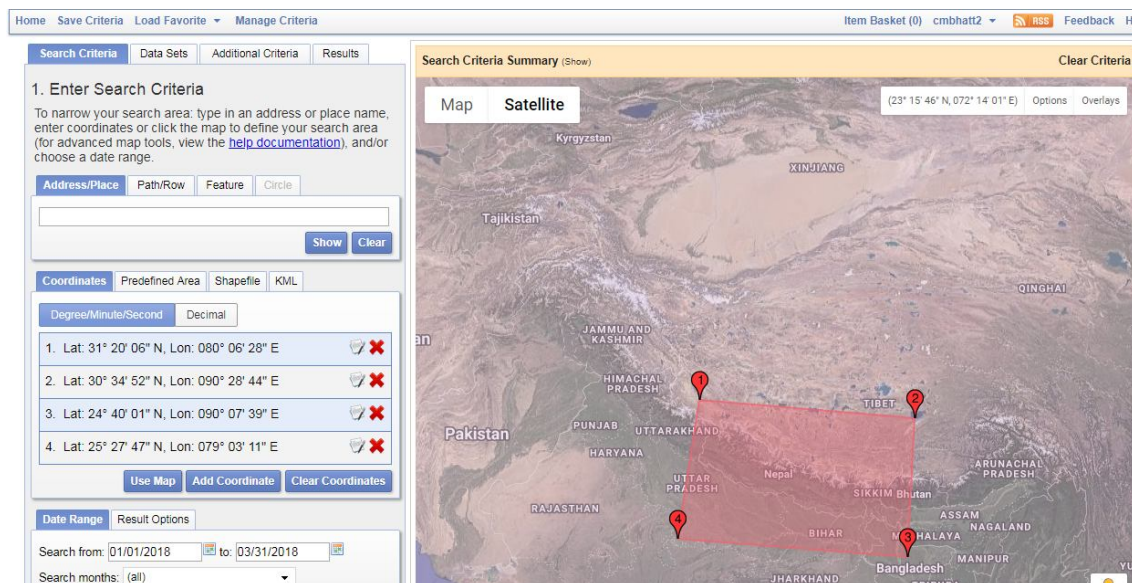 Home Save Criteria Load Favorite Manage Criteria
Item Basket (0) cmbhatt2 RSS Feedback H
Search Criteria Data Sets Additional Criteria Results
1. Enter Search Criteria
To narrow your search area: type in an address or place name,
enter coordinates or click the map to define your search area
(for advanced map tools, view the help documentation), and/or
choose a date range.
Address/Place Path/Row Feature Circle
Show Clear
Coordinates Predefined Area Shapefile KML
Degree/Minute/Second Decimal
1. Lat: 31° 20' 06" N, Lon: 080° 06' 28" E
2. Lat: 30° 34' 52" N, Lon: 090° 28' 44" E
3. Lat: 24° 40' 01" N, Lon: 090° 07' 39" E
4. Lat: 25° 27' 47" N, Lon: 079° 03' 11" E
Use Map Add Coordinate Clear Coordinates
Date Range Result Options
Search from: 01/01/2018 to: 03/31/2018
Search months: (all)
Search Criteria Summary (Show) Clear Criteria
Map Satellite
(23° 15' 46" N, 072° 14' 01" E) Options Overlays
Kyrgyzstan
XINJIANG
Tajikistan
QINGHAI
an
JAMMU AND
KASHMIR
HIMACHAL
PRADESH
1
2
TIBET
Pakistan
PUNJAB
UTTARAKHAND
HARYANA
ARUNACHAL
PRADESH
Nepal
UTTAR
PRADESH
SIKKIM Bhutan
RAJASTHAN
ASSAM
NAGALAND
4
BIHAR
3
M HALAYA
MANIPUR
Bangladesh
YU
JHARKHAND